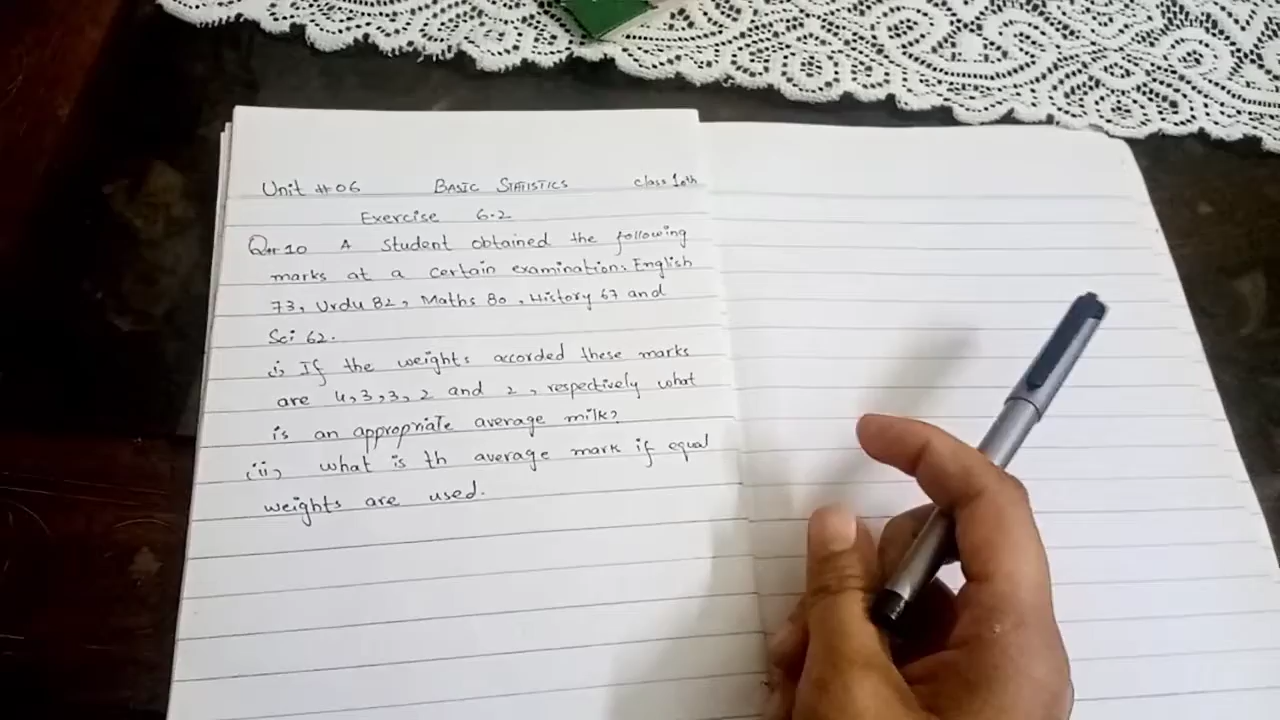 Unit # 06 BASIC STATISTICS class 10th
Exercise 6.2
Q# 10 A student obtained the following
marks at a certain examination: English
73, Urdu 82, Maths 80, History 67 and
Sci 62.
i, If the weights accorded these marks
are 4,3,3,2 and 2, respectively what
is an appropriate average milk?
(ii, what is th average mark if equal
weights are used.